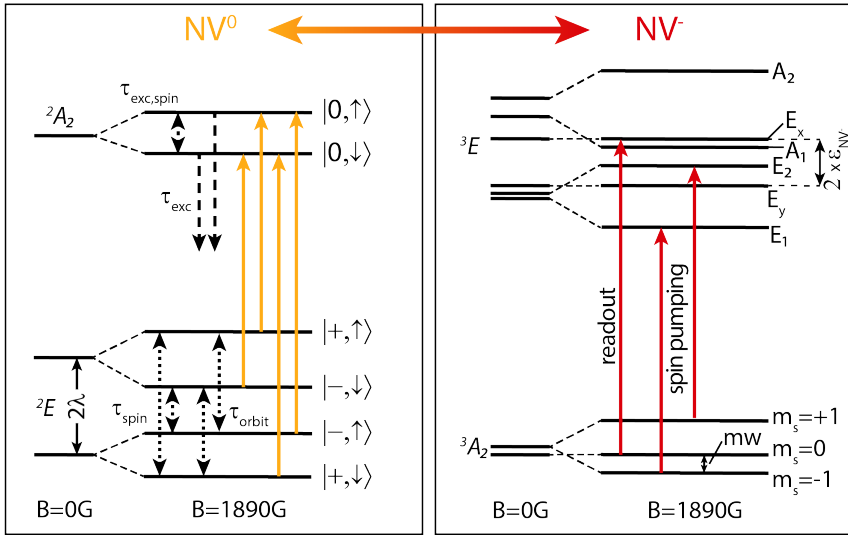 NV⁰
NV⁻
τexc,spin
²A₂
|0,↑⟩
|0,↓⟩
τexc
|+,↑⟩
|−,↓⟩
²E
2λ
τspin
τorbit
|−,↑⟩
|+,↓⟩
B=0G
B=1890G
A₂
³E
Eₓ
A₁
E₂
2 x εNV
Ey
E₁
readout
spin pumping
³A₂
mₛ=+1
mw
mₛ=0
mₛ=-1
B=0G
B=1890G